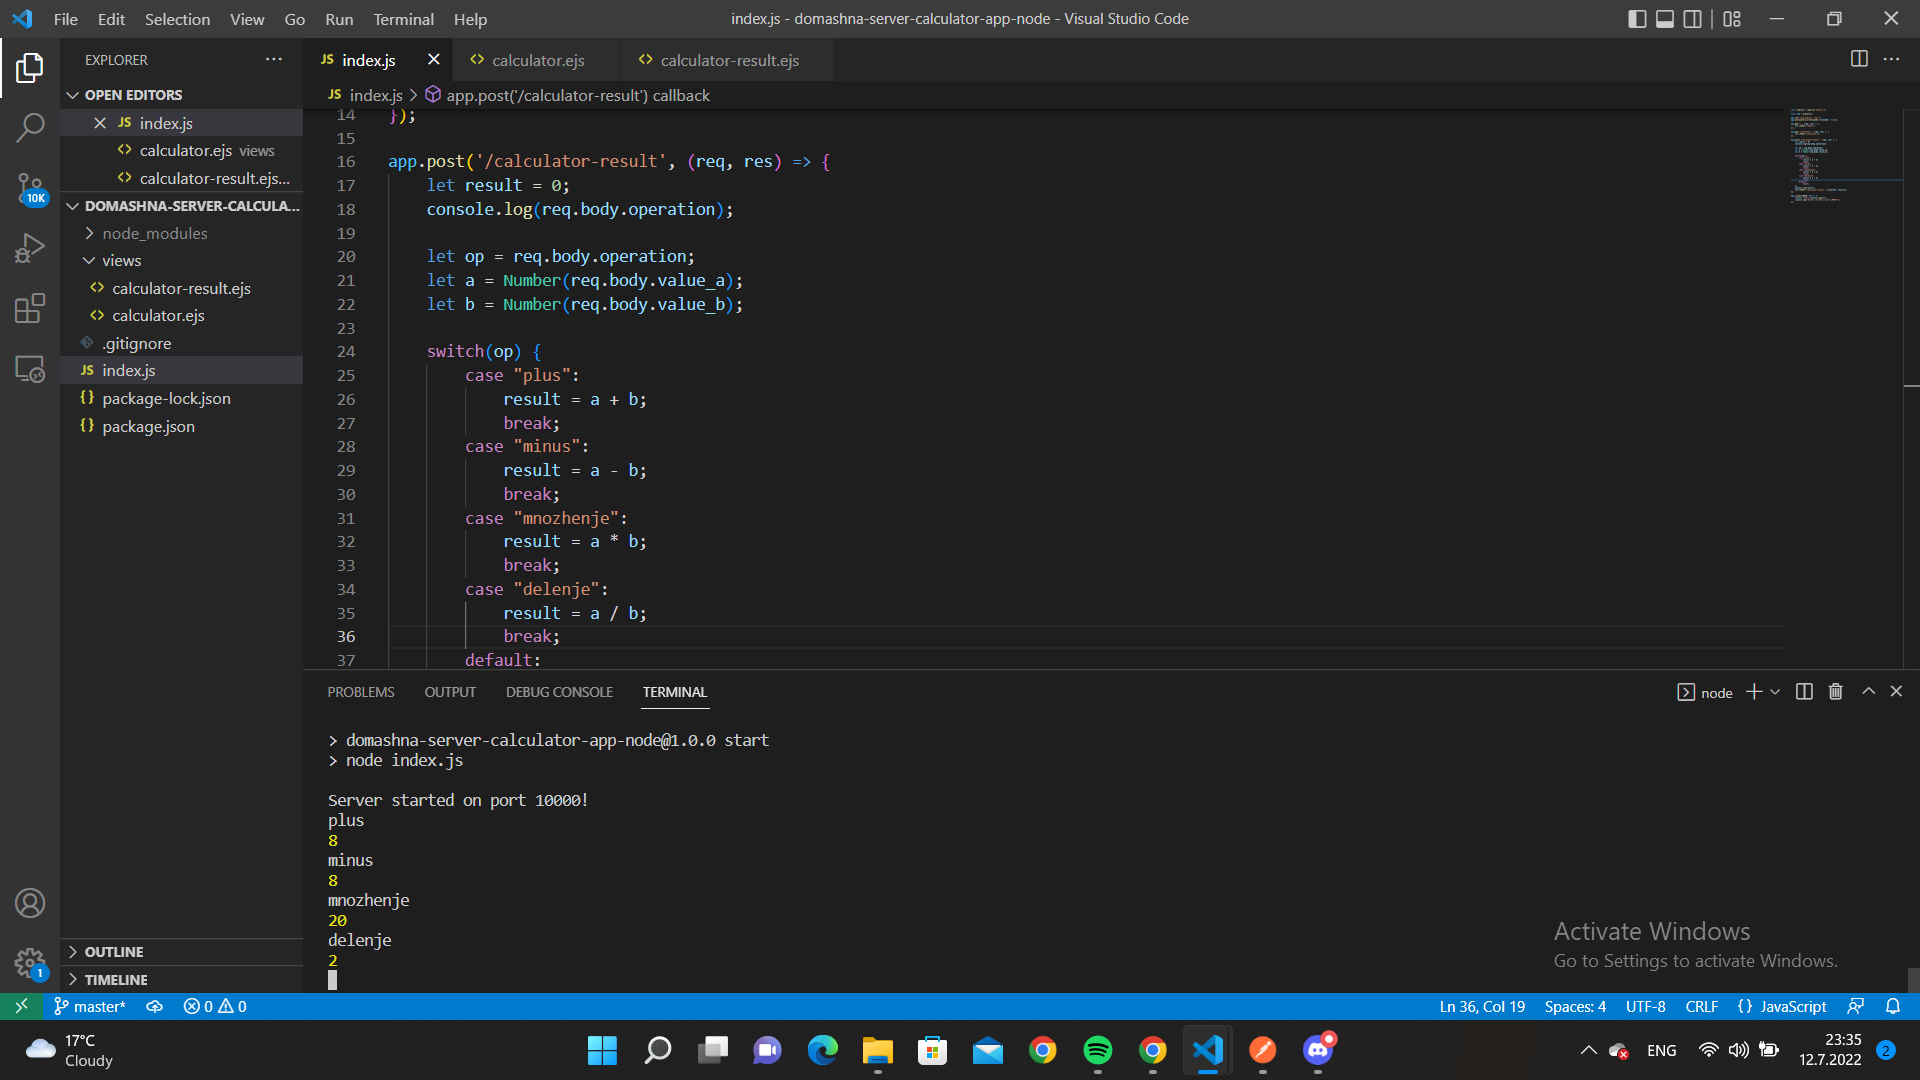 File Edit Selection View Go Run Terminal Help
index.js - domashna-server-calculator-app-node - Visual Studio Code
EXPLORER
OPEN EDITORS
JS index.js
<> calculator.ejs views
<> calculator-result.ejs...
10K
DOMASHNA-SERVER-CALCULA...
node_modules
views
<> calculator-result.ejs
<> calculator.ejs
.gitignore
JS index.js
{} package-lock.json
{} package.json
OUTLINE
TIMELINE
1
JS index.js
<> calculator.ejs
<> calculator-result.ejs
JS index.js > app.post('/calculator-result') callback
14 });
15
16 app.post('/calculator-result', (req, res) => {
17 let result = 0;
18 console.log(req.body.operation);
19
20 let op = req.body.operation;
21 let a = Number(req.body.value_a);
22 let b = Number(req.body.value_b);
23
24 switch(op) {
25 case "plus":
26 result = a + b;
27 break;
28 case "minus":
29 result = a - b;
30 break;
31 case "mnozhenje":
32 result = a * b;
33 break;
34 case "delenje":
35 result = a / b;
36 break;
37 default:
PROBLEMS OUTPUT DEBUG CONSOLE TERMINAL
node
> domashna-server-calculator-app-node@1.0.0 start
> node index.js
Server started on port 10000!
plus
8
minus
8
mnozhenje
20
delenje
2
Activate Windows
Go to Settings to activate Windows.
master* 0 0
Ln 36, Col 19 Spaces: 4 UTF-8 CRLF {} JavaScript
17°C
Cloudy
ENG
23:35
12.7.2022
2